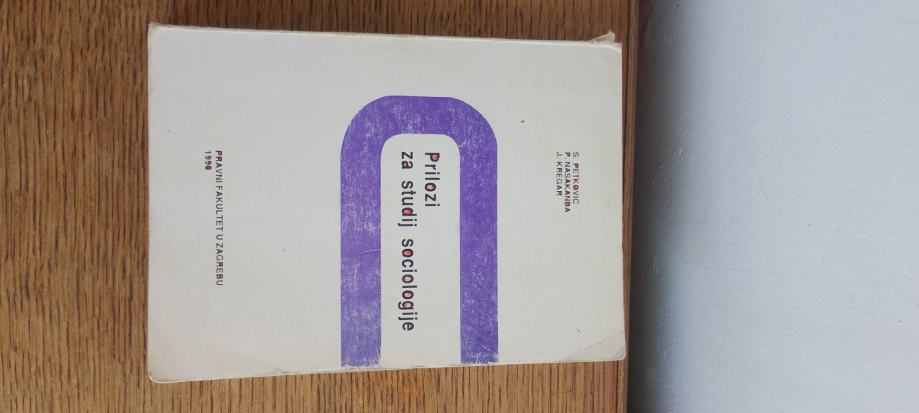 S. PETKOVIĆ
P. NASAKANDA
J. KREGAR
Prilozi
za studij sociologije
PRAVNI FAKULTET U ZAGREBU
1990